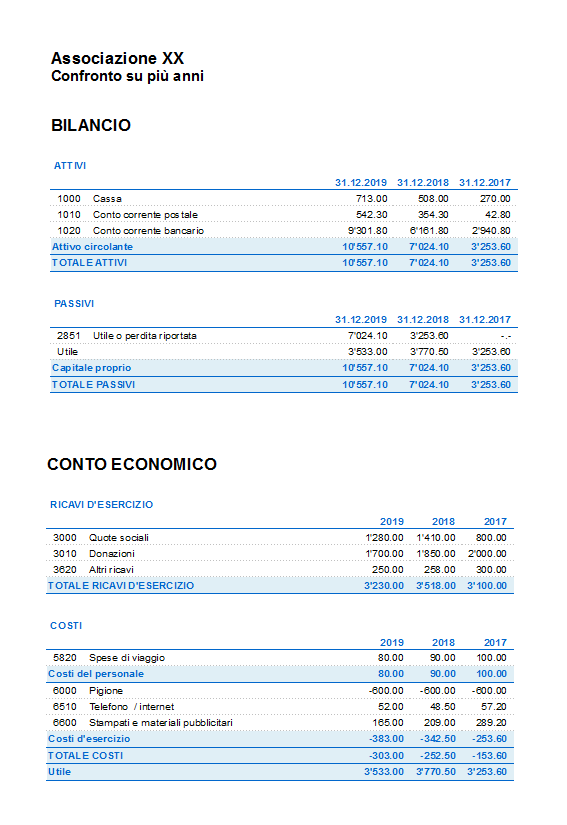 Associazione XX
Confronto su più anni
BILANCIO
ATTIVI
31.12.2019 31.12.2018 31.12.2017
1000 Cassa 713.00 508.00 270.00
1010 Conto corrente postale 542.30 354.30 42.80
1020 Conto corrente bancario 9'301.80 6'161.80 2'940.80
Attivo circolante 10'557.10 7'024.10 3'253.60
TOTALE ATTIVI 10'557.10 7'024.10 3'253.60
PASSIVI
31.12.2019 31.12.2018 31.12.2017
2851 Utile o perdita riportata 7'024.10 3'253.60 -.-
Utile 3'533.00 3'770.50 3'253.60
Capitale proprio 10'557.10 7'024.10 3'253.60
TOTALE PASSIVI 10'557.10 7'024.10 3'253.60
CONTO ECONOMICO
RICAVI D'ESERCIZIO
2019 2018 2017
3000 Quote sociali 1'280.00 1'410.00 800.00
3010 Donazioni 1'700.00 1'850.00 2'000.00
3620 Altri ricavi 250.00 258.00 300.00
TOTALE RICAVI D'ESERCIZIO 3'230.00 3'518.00 3'100.00
COSTI
2019 2018 2017
5820 Spese di viaggio 80.00 90.00 100.00
Costi del personale 80.00 90.00 100.00
6000 Pigione -600.00 -600.00 -600.00
6510 Telefono / internet 52.00 48.50 57.20
6600 Stampati e materiali pubblicitari 165.00 209.00 289.20
Costi d'esercizio -383.00 -342.50 -253.60
TOTALE COSTI -303.00 -252.50 -153.60
Utile 3'533.00 3'770.50 3'253.60